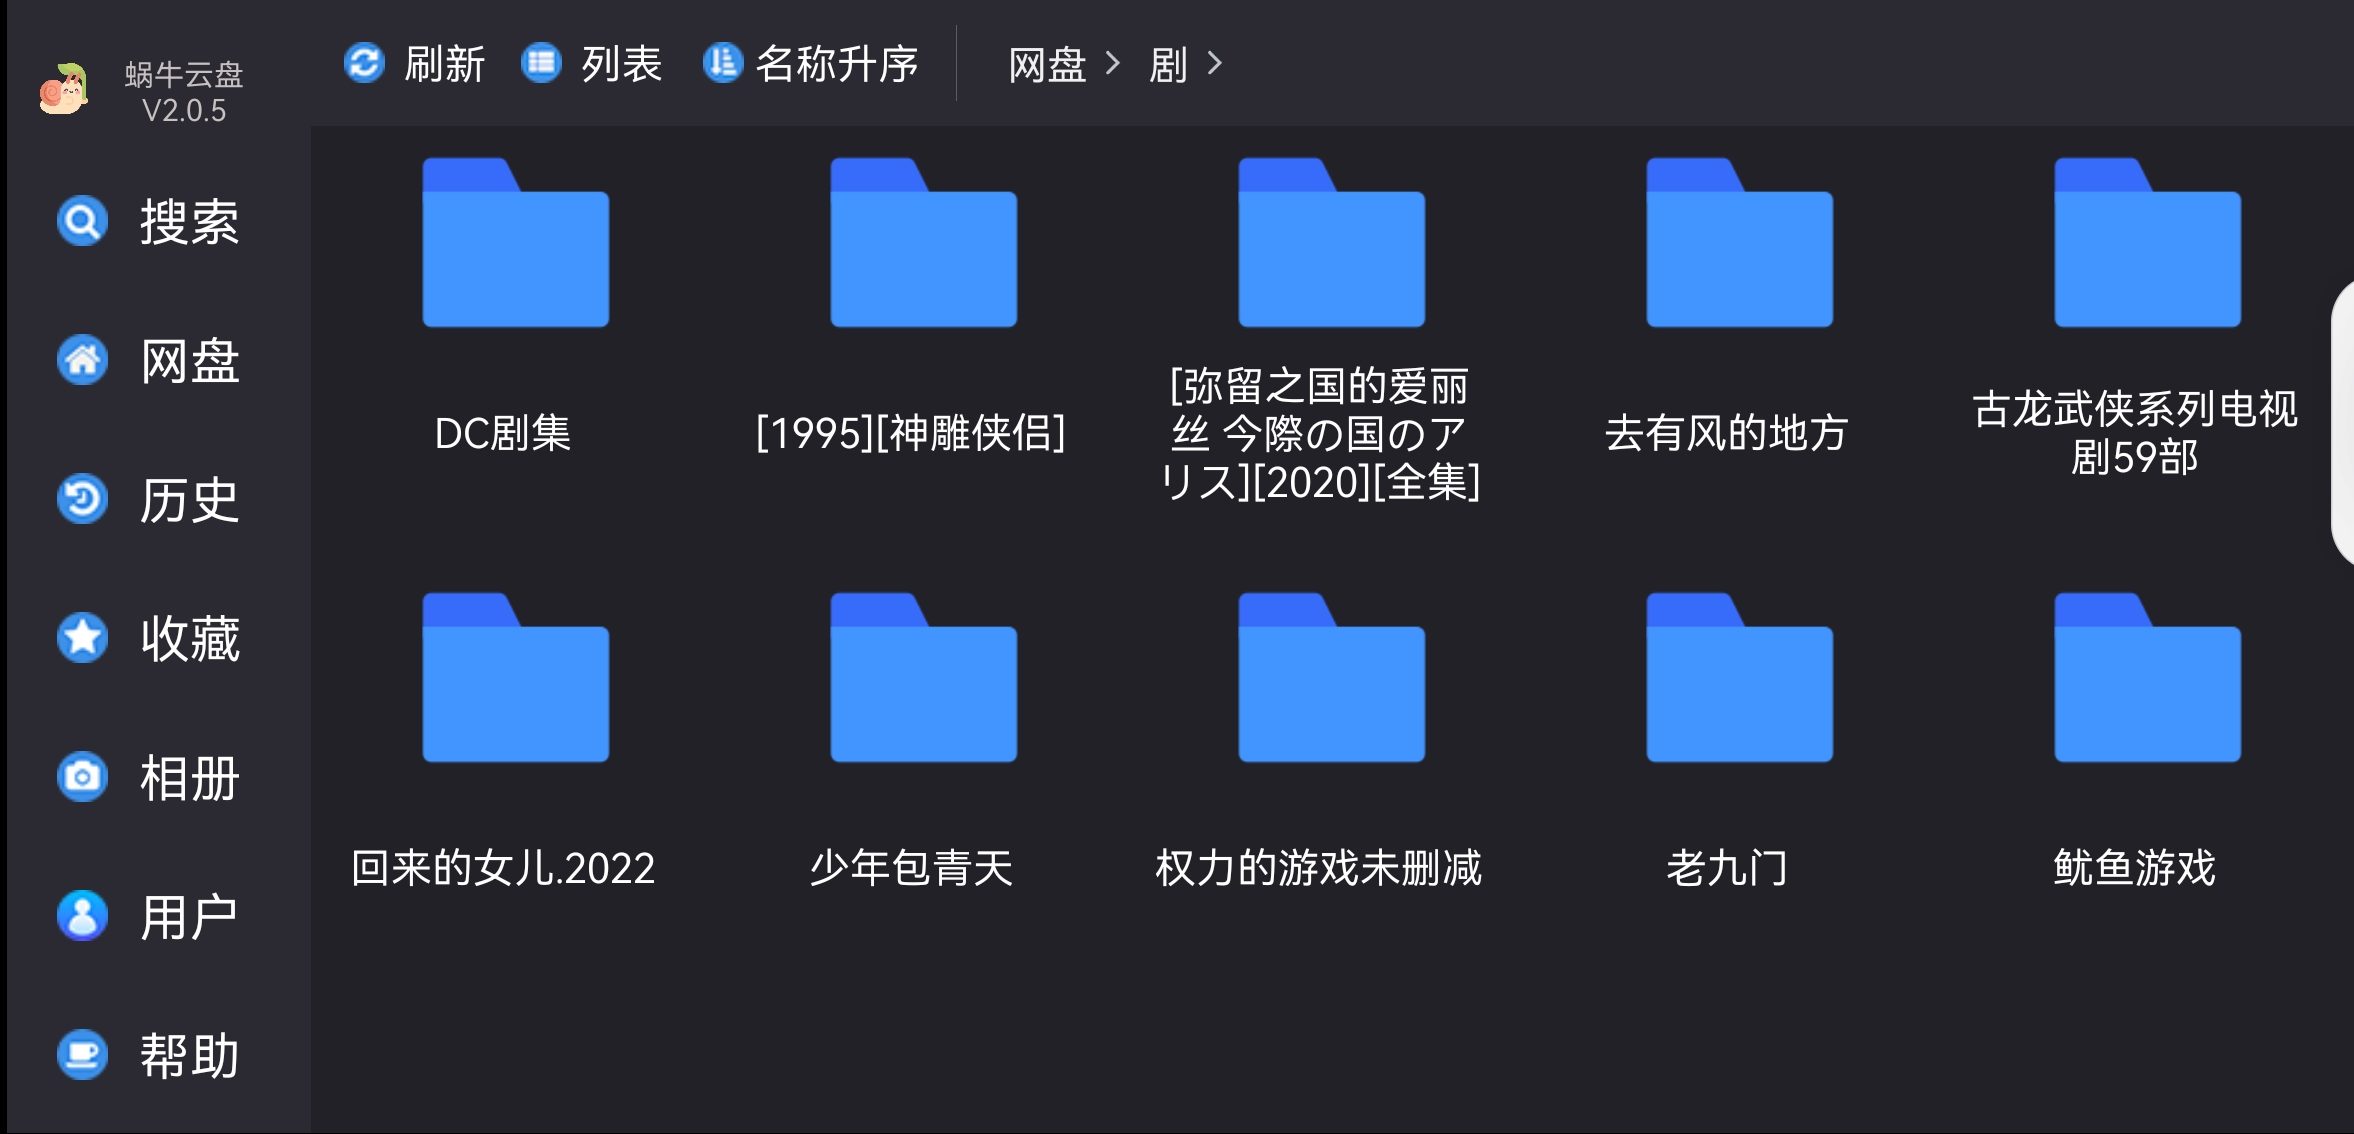 蜗牛云盘
V2.0.5
刷新
列表
名称升序
网盘
剧
搜索
网盘
历史
收藏
相册
用户
帮助
DC剧集
[1995][神雕侠侣]
[弥留之国的爱丽
丝 今際の国のア
リス][2020][全集]
去有风的地方
古龙武侠系列电视
剧59部
回来的女儿.2022
少年包青天
权力的游戏未删减
老九门
鱿鱼游戏